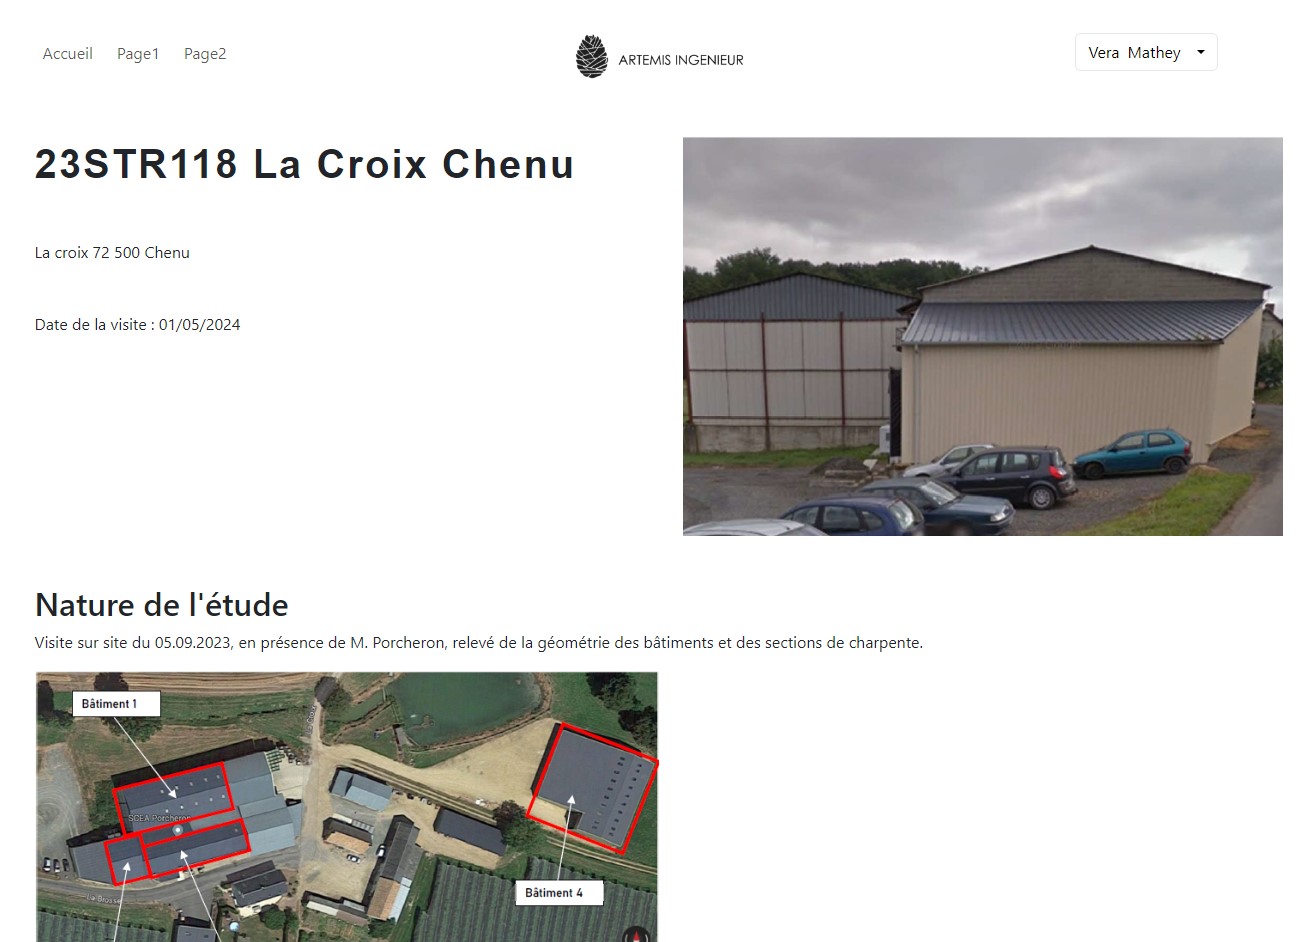 Accueil Page1 Page2
ARTEMIS INGENIEUR
Vera Mathey
23STR118 La Croix Chenu
La croix 72 500 Chenu
Date de la visite : 01/05/2024
Nature de l'étude
Visite sur site du 05.09.2023, en présence de M. Porcheron, relevé de la géométrie des bâtiments et des sections de charpente.
Bâtiment 1
SCEA Porcheron
La Brosse
Bâtiment 4